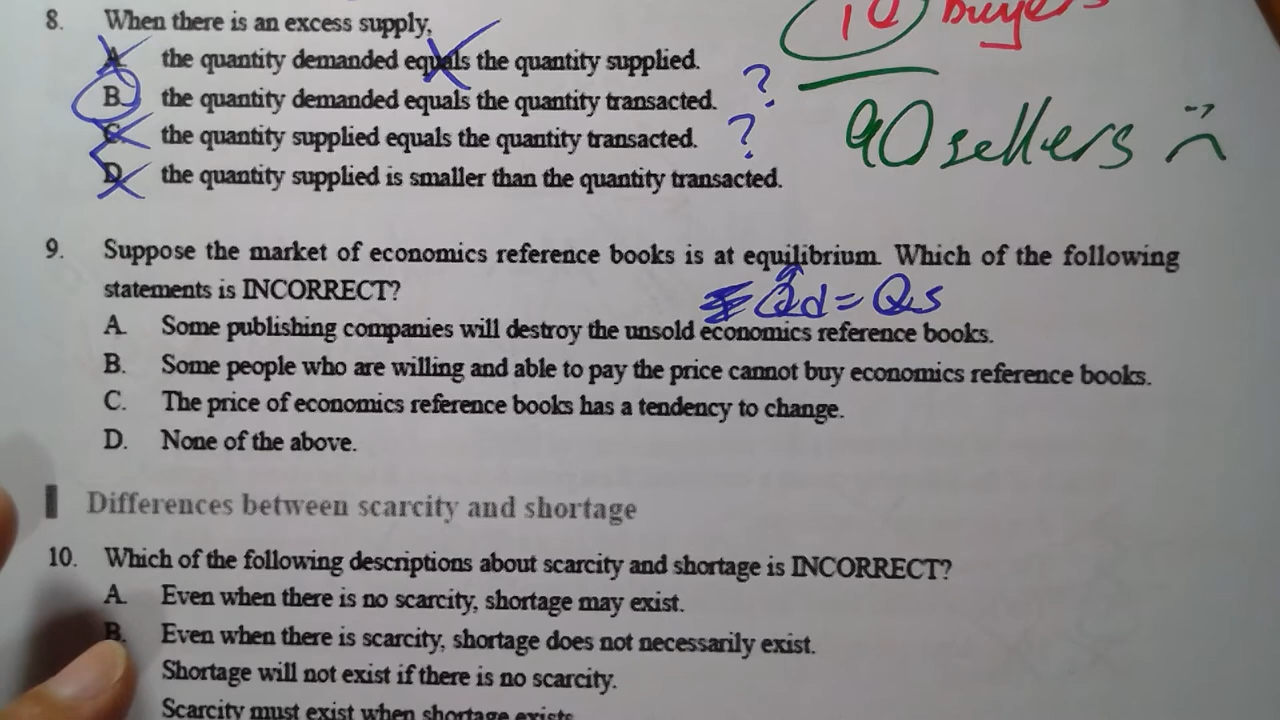 10 buyers
8. When there is an excess supply,
A. the quantity demanded equals the quantity supplied.
B. the quantity demanded equals the quantity transacted. ?
C. the quantity supplied equals the quantity transacted. ?
D. the quantity supplied is smaller than the quantity transacted.
90 sellers
9. Suppose the market of economics reference books is at equilibrium. Which of the following
statements is INCORRECT?
Qd = Qs
A. Some publishing companies will destroy the unsold economics reference books.
B. Some people who are willing and able to pay the price cannot buy economics reference books.
C. The price of economics reference books has a tendency to change.
D. None of the above.
Differences between scarcity and shortage
10. Which of the following descriptions about scarcity and shortage is INCORRECT?
A. Even when there is no scarcity, shortage may exist.
B. Even when there is scarcity, shortage does not necessarily exist.
Shortage will not exist if there is no scarcity.
Scarcity must exist when shortage exists